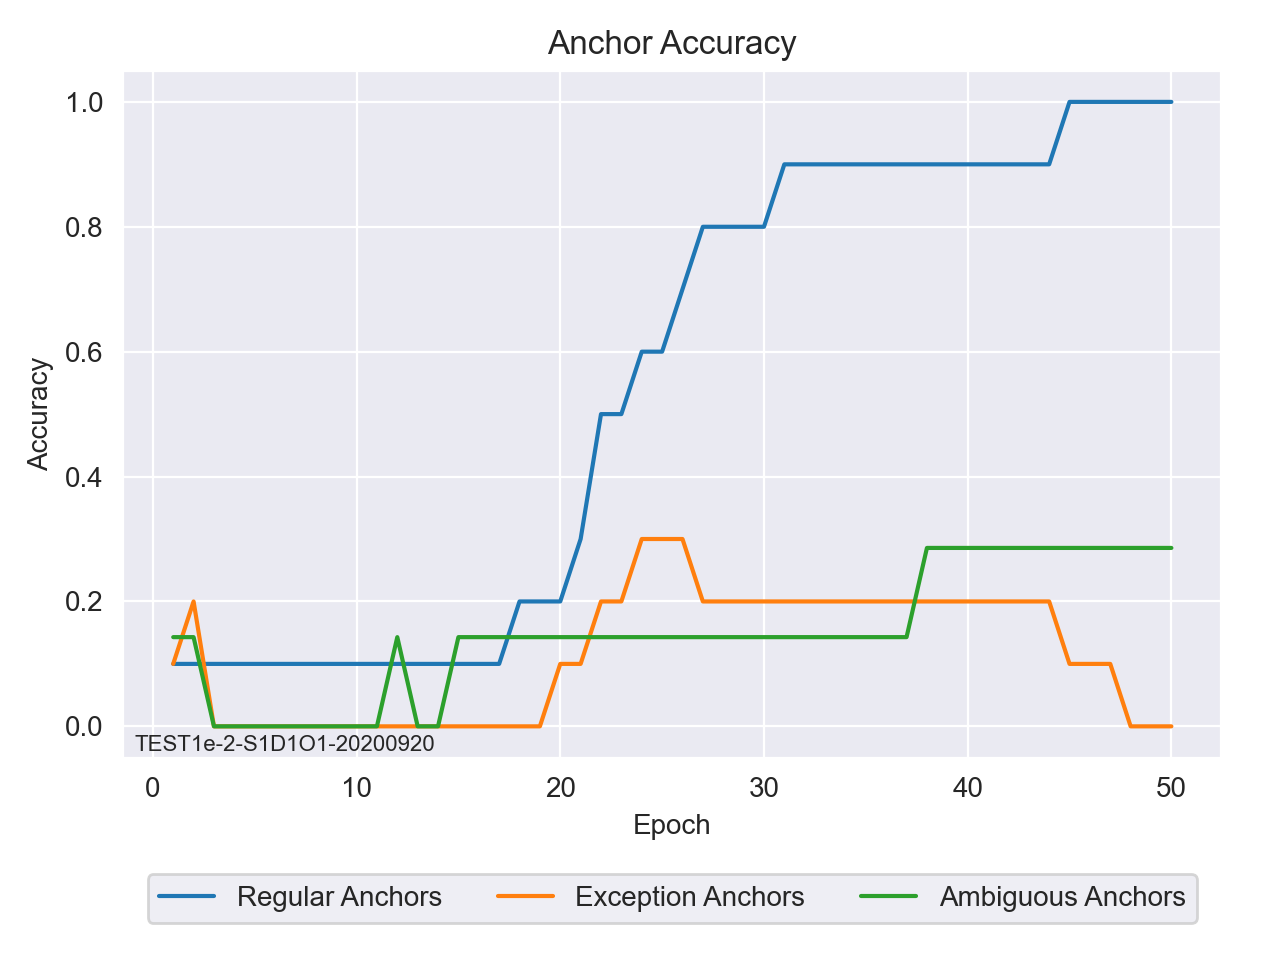 Anchor Accuracy
1.0
0.8
0.6
0.4
0.2
0.0
Accuracy
TEST1e-2-S1D1O1-20200920
0 10 20 30 40 50
Epoch
Regular Anchors Exception Anchors Ambiguous Anchors